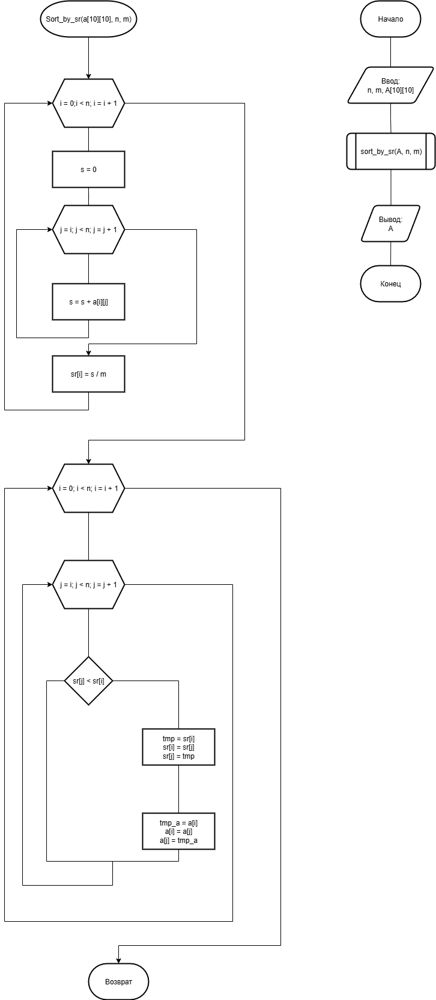 Sort_by_sr(a[10][10], n, m)
i = 0;i < n; i = i + 1
s = 0
j = i; j < n; j = j + 1
s = s + a[i][j]
sr[i] = s / m
i = 0; i < n; i = i + 1
j = i; j < n; j = j + 1
sr[j] < sr[i]
tmp = sr[i]
sr[i] = sr[j]
sr[j] = tmp
tmp_a = a[i]
a[i] = a[j]
a[j] = tmp_a
Возврат
Начало
Ввод:
n, m, A[10][10]
sort_by_sr(A, n, m)
Вывод:
A
Конец